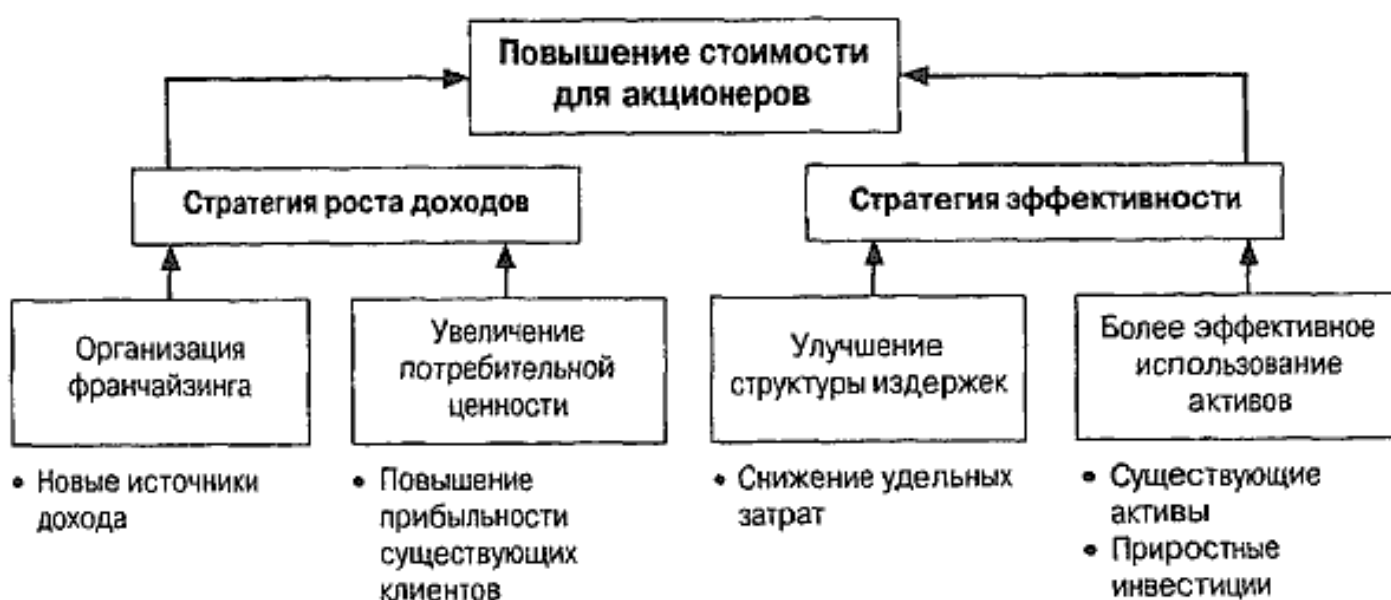 Повышение стоимости
для акционеров
Стратегия роста доходов
Стратегия эффективности
Организация
франчайзинга
Увеличение
потребительной
ценности
Улучшение
структуры издержек
Более эффективное
использование
активов
• Новые источники
дохода
• Повышение
прибыльности
существующих
клиентов
• Снижение удельных
затрат
• Существующие
активы
• Приростные
инвестиции